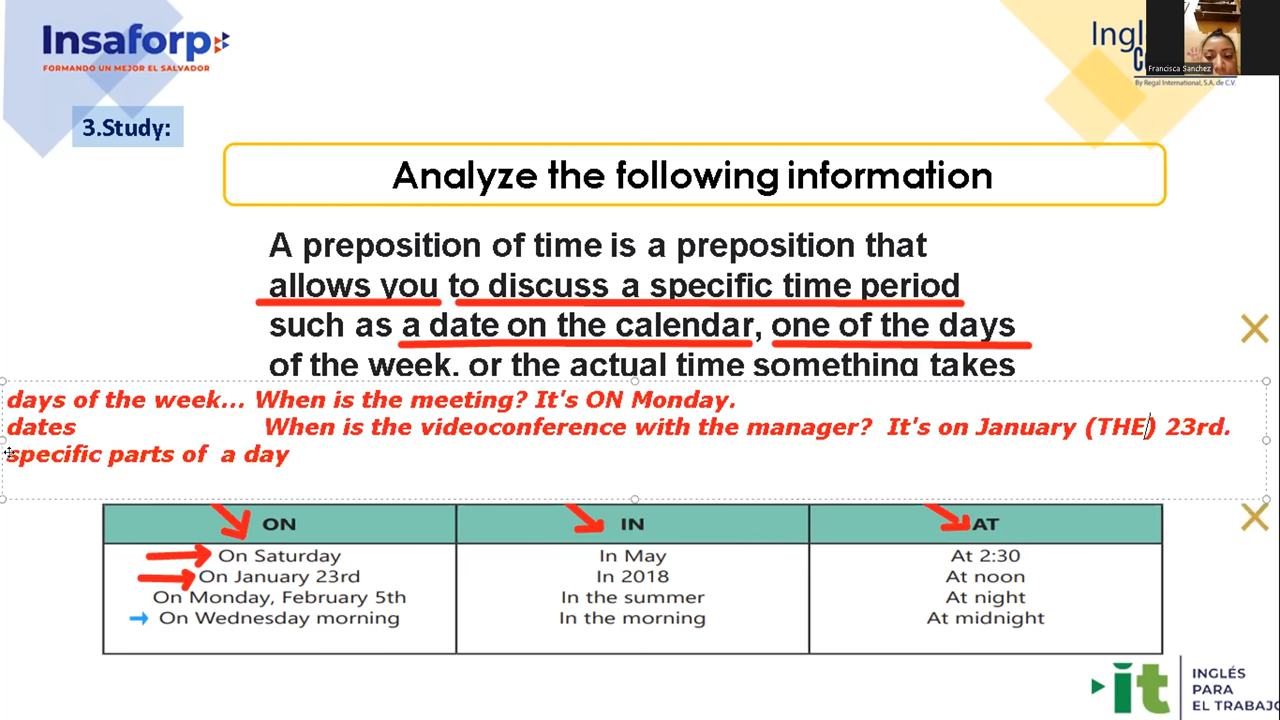 Insaforp
FORMANDO UN MEJOR EL SALVADOR
Ingl
Francisca Sanchez
By Regal International, S.A. de C.V.
3.Study:
Analyze the following information
A preposition of time is a preposition that
allows you to discuss a specific time period
such as a date on the calendar, one of the days
of the week, or the actual time something takes
days of the week... When is the meeting? It's ON Monday.
dates When is the videoconference with the manager? It's on January (THE) 23rd.
specific parts of a day
ON IN AT
On Saturday In May At 2:30
On January 23rd In 2018 At noon
On Monday, February 5th In the summer At night
On Wednesday morning In the morning At midnight
it INGLÉS
PARA
EL TRABAJO